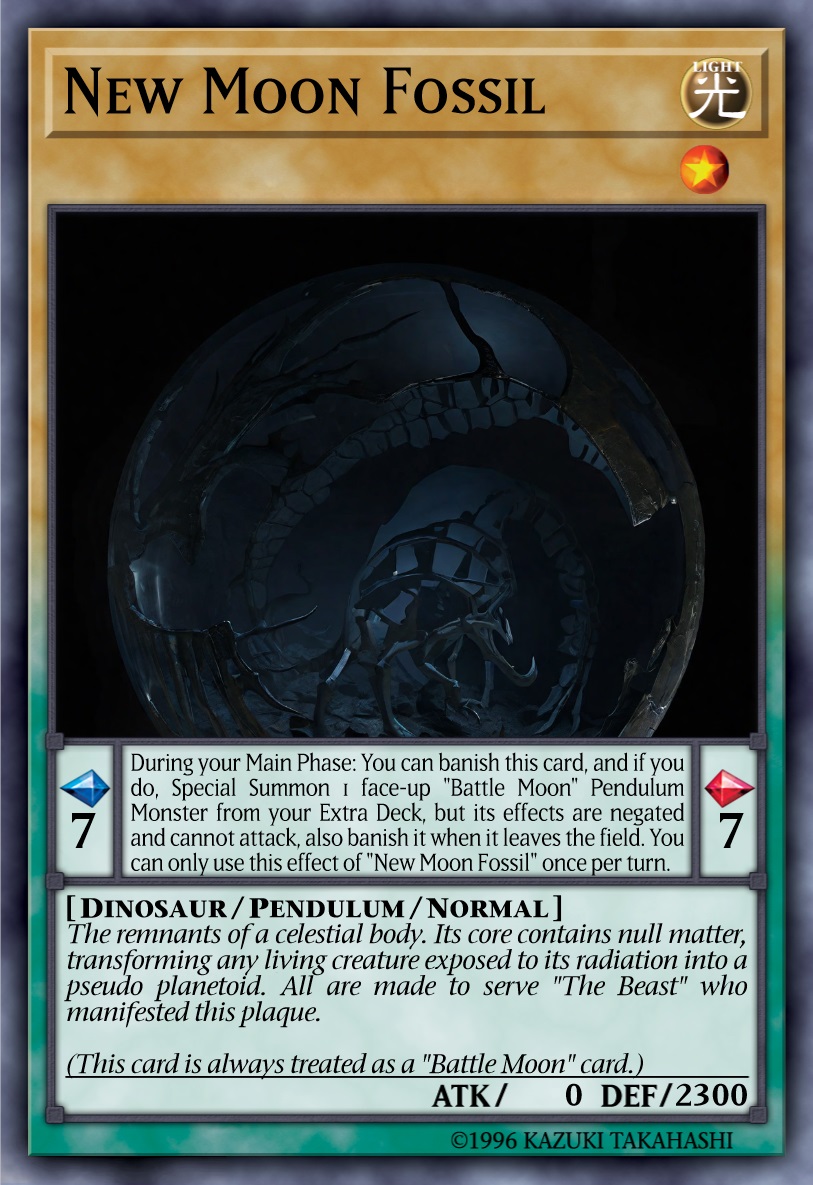 New Moon Fossil
LIGHT
光
During your Main Phase: You can banish this card, and if you
do, Special Summon 1 face-up "Battle Moon" Pendulum
Monster from your Extra Deck, but its effects are negated
and cannot attack, also banish it when it leaves the field. You
can only use this effect of "New Moon Fossil" once per turn.
7
7
[Dinosaur/Pendulum/Normal]
The remnants of a celestial body. Its core contains null matter,
transforming any living creature exposed to its radiation into a
pseudo planetoid. All are made to serve "The Beast" who
manifested this plaque.
(This card is always treated as a "Battle Moon" card.)
ATK/ 0 DEF/2300
©1996 KAZUKI TAKAHASHI